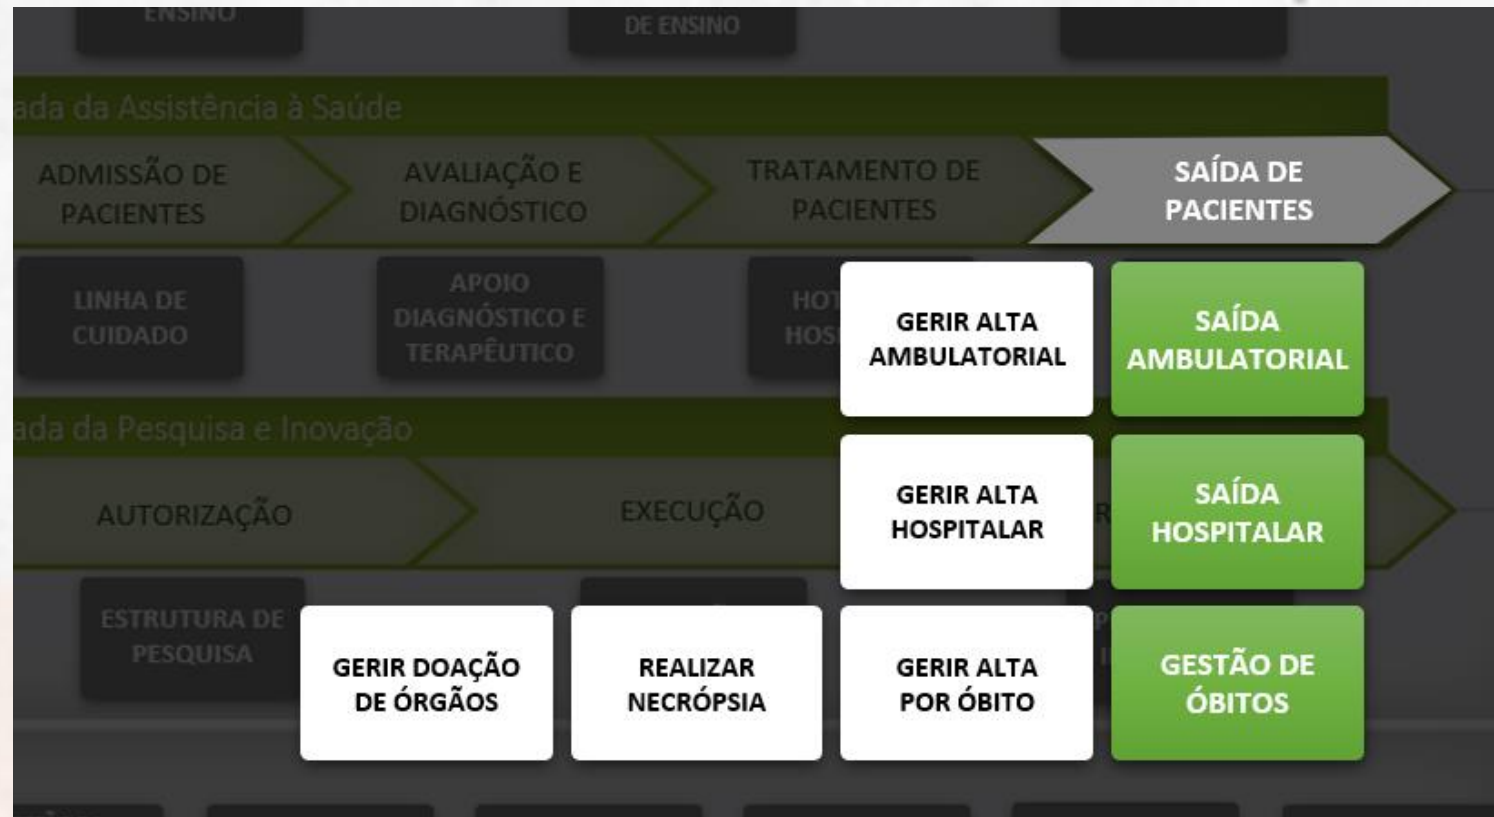 ENSINO
DE ENSINO
ada da Assistência à Saúde
ADMISSÃO DE
PACIENTES
AVALIAÇÃO E
DIAGNÓSTICO
TRATAMENTO DE
PACIENTES
SAÍDA DE
PACIENTES
LINHA DE
CUIDADO
APOIO
DIAGNÓSTICO E
TERAPÊUTICO
HOT
HOSP
GERIR ALTA
AMBULATORIAL
SAÍDA
AMBULATORIAL
ada da Pesquisa e Inovação
AUTORIZAÇÃO
EXECUÇÃO
GERIR ALTA
HOSPITALAR
R
SAÍDA
HOSPITALAR
ESTRUTURA DE
PESQUISA
GERIR DOAÇÃO
DE ÓRGÃOS
REALIZAR
NECRÓPSIA
GERIR ALTA
POR ÓBITO
GESTÃO DE
ÓBITOS